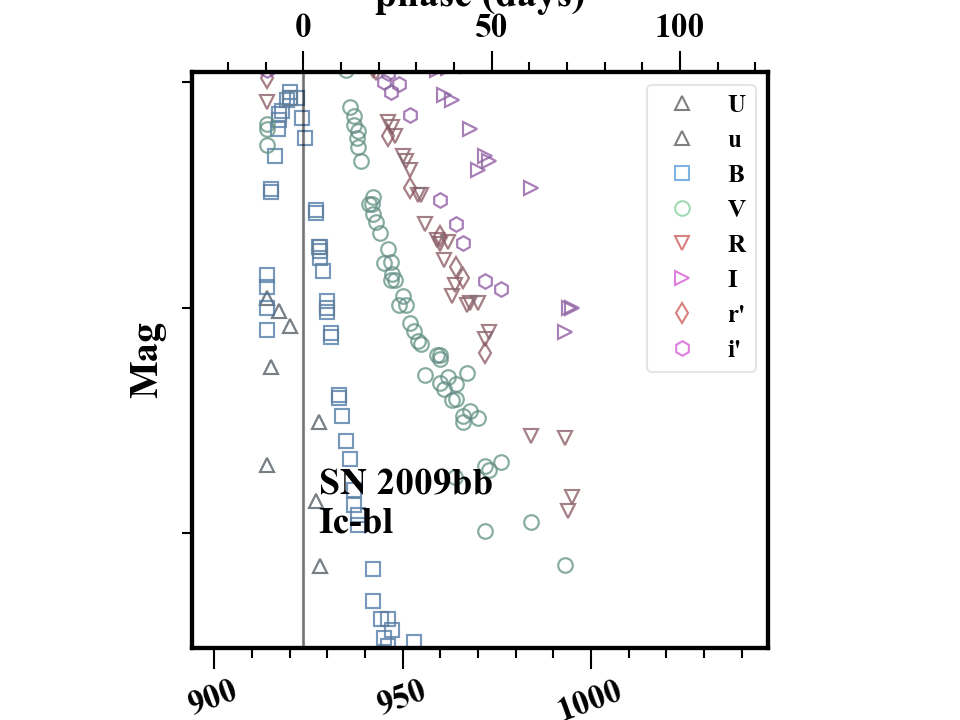 phase (days)
0 50 100
Mag
U
u
B
V
R
I
r'
i'
SN 2009bb
Ic-bl
900 950 1000